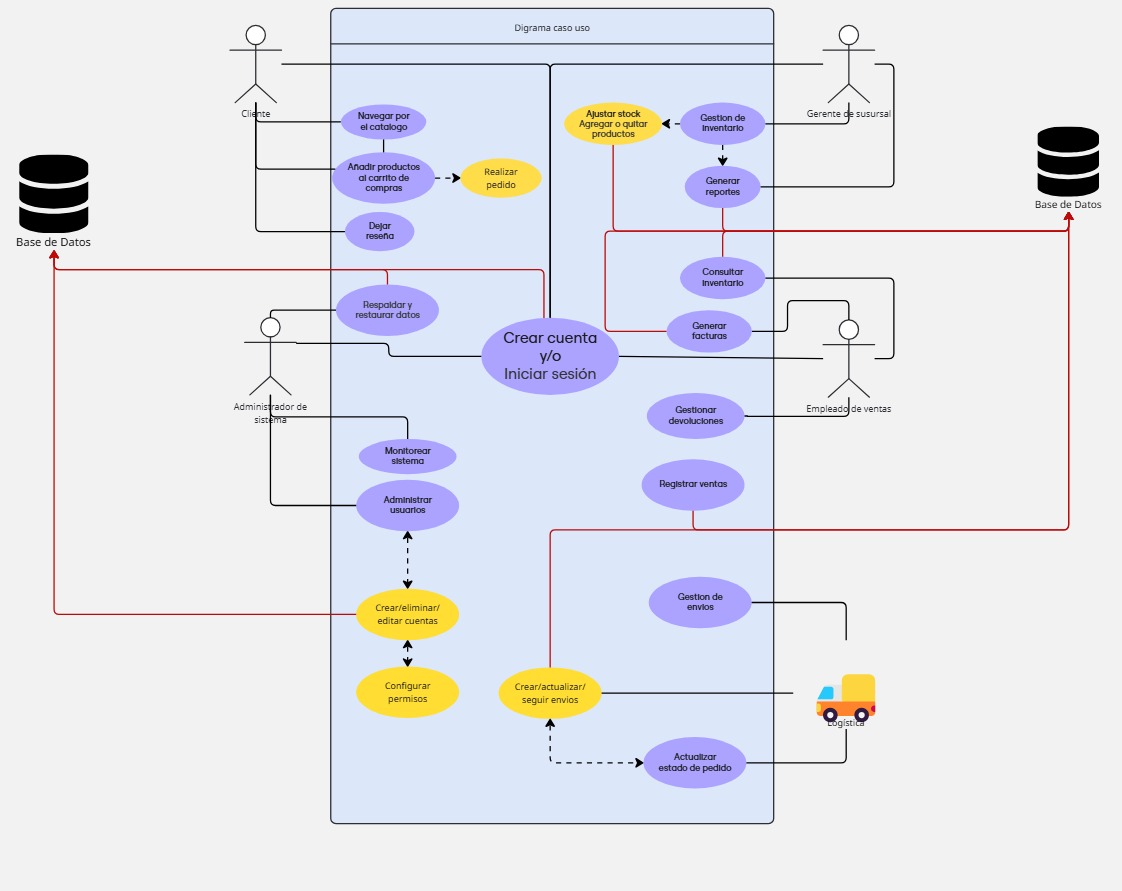 Digrama caso uso
Cliente
Gerente de susursal
Navegar por
el catalogo
Añadir productos
al carrito de
compras
Realizar
pedido
Dejar
reseña
Ajustar stock
Agregar o quitar
productos
Gestion de
inventario
Generar
reportes
Base de Datos
Base de Datos
Consultar
inventario
Respaldar y
restaurar datos
Generar
facturas
Crear cuenta
y/o
Iniciar sesión
Administrador de
sistema
Empleado de ventas
Gestionar
devoluciones
Monitorear
sistema
Registrar ventas
Administrar
usuarios
Gestion de
envios
Crear/eliminar/
editar cuentas
Configurar
permisos
Crear/actualizar/
seguir envios
Logística
Actualizar
estado de pedido